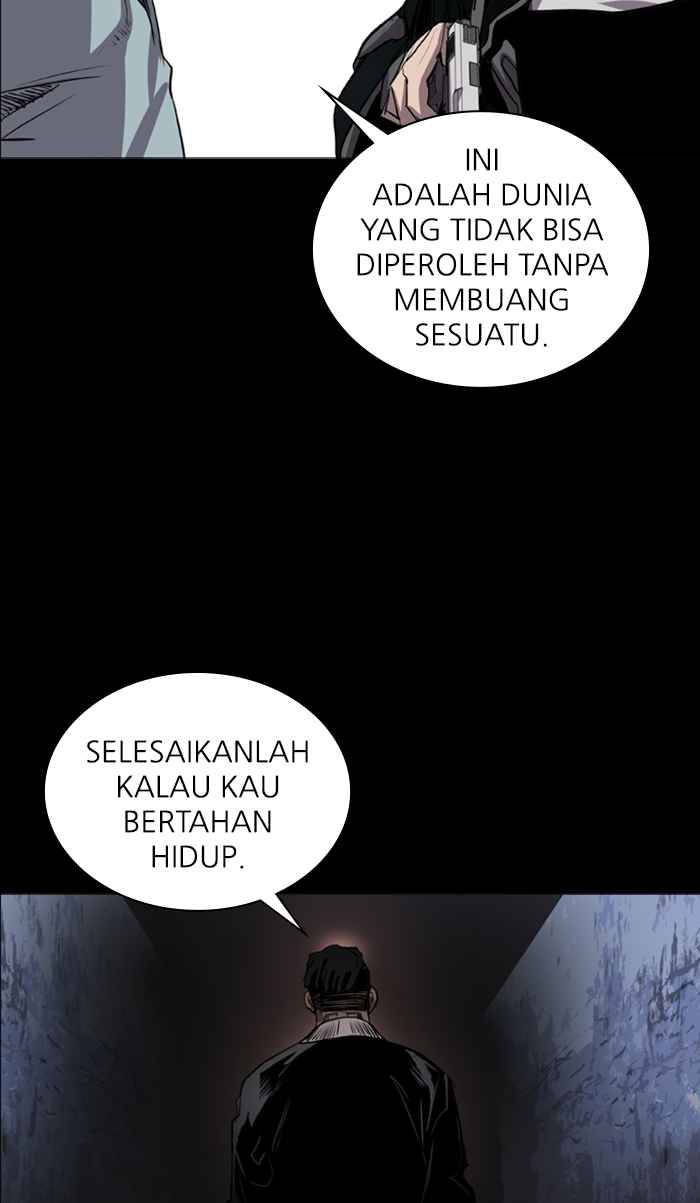 INI
ADALAH DUNIA
YANG TIDAK BISA
DIPEROLEH TANPA
MEMBUANG
SESUATU.
SELESAIKANLAH
KALAU KAU
BERTAHAN
HIDUP.